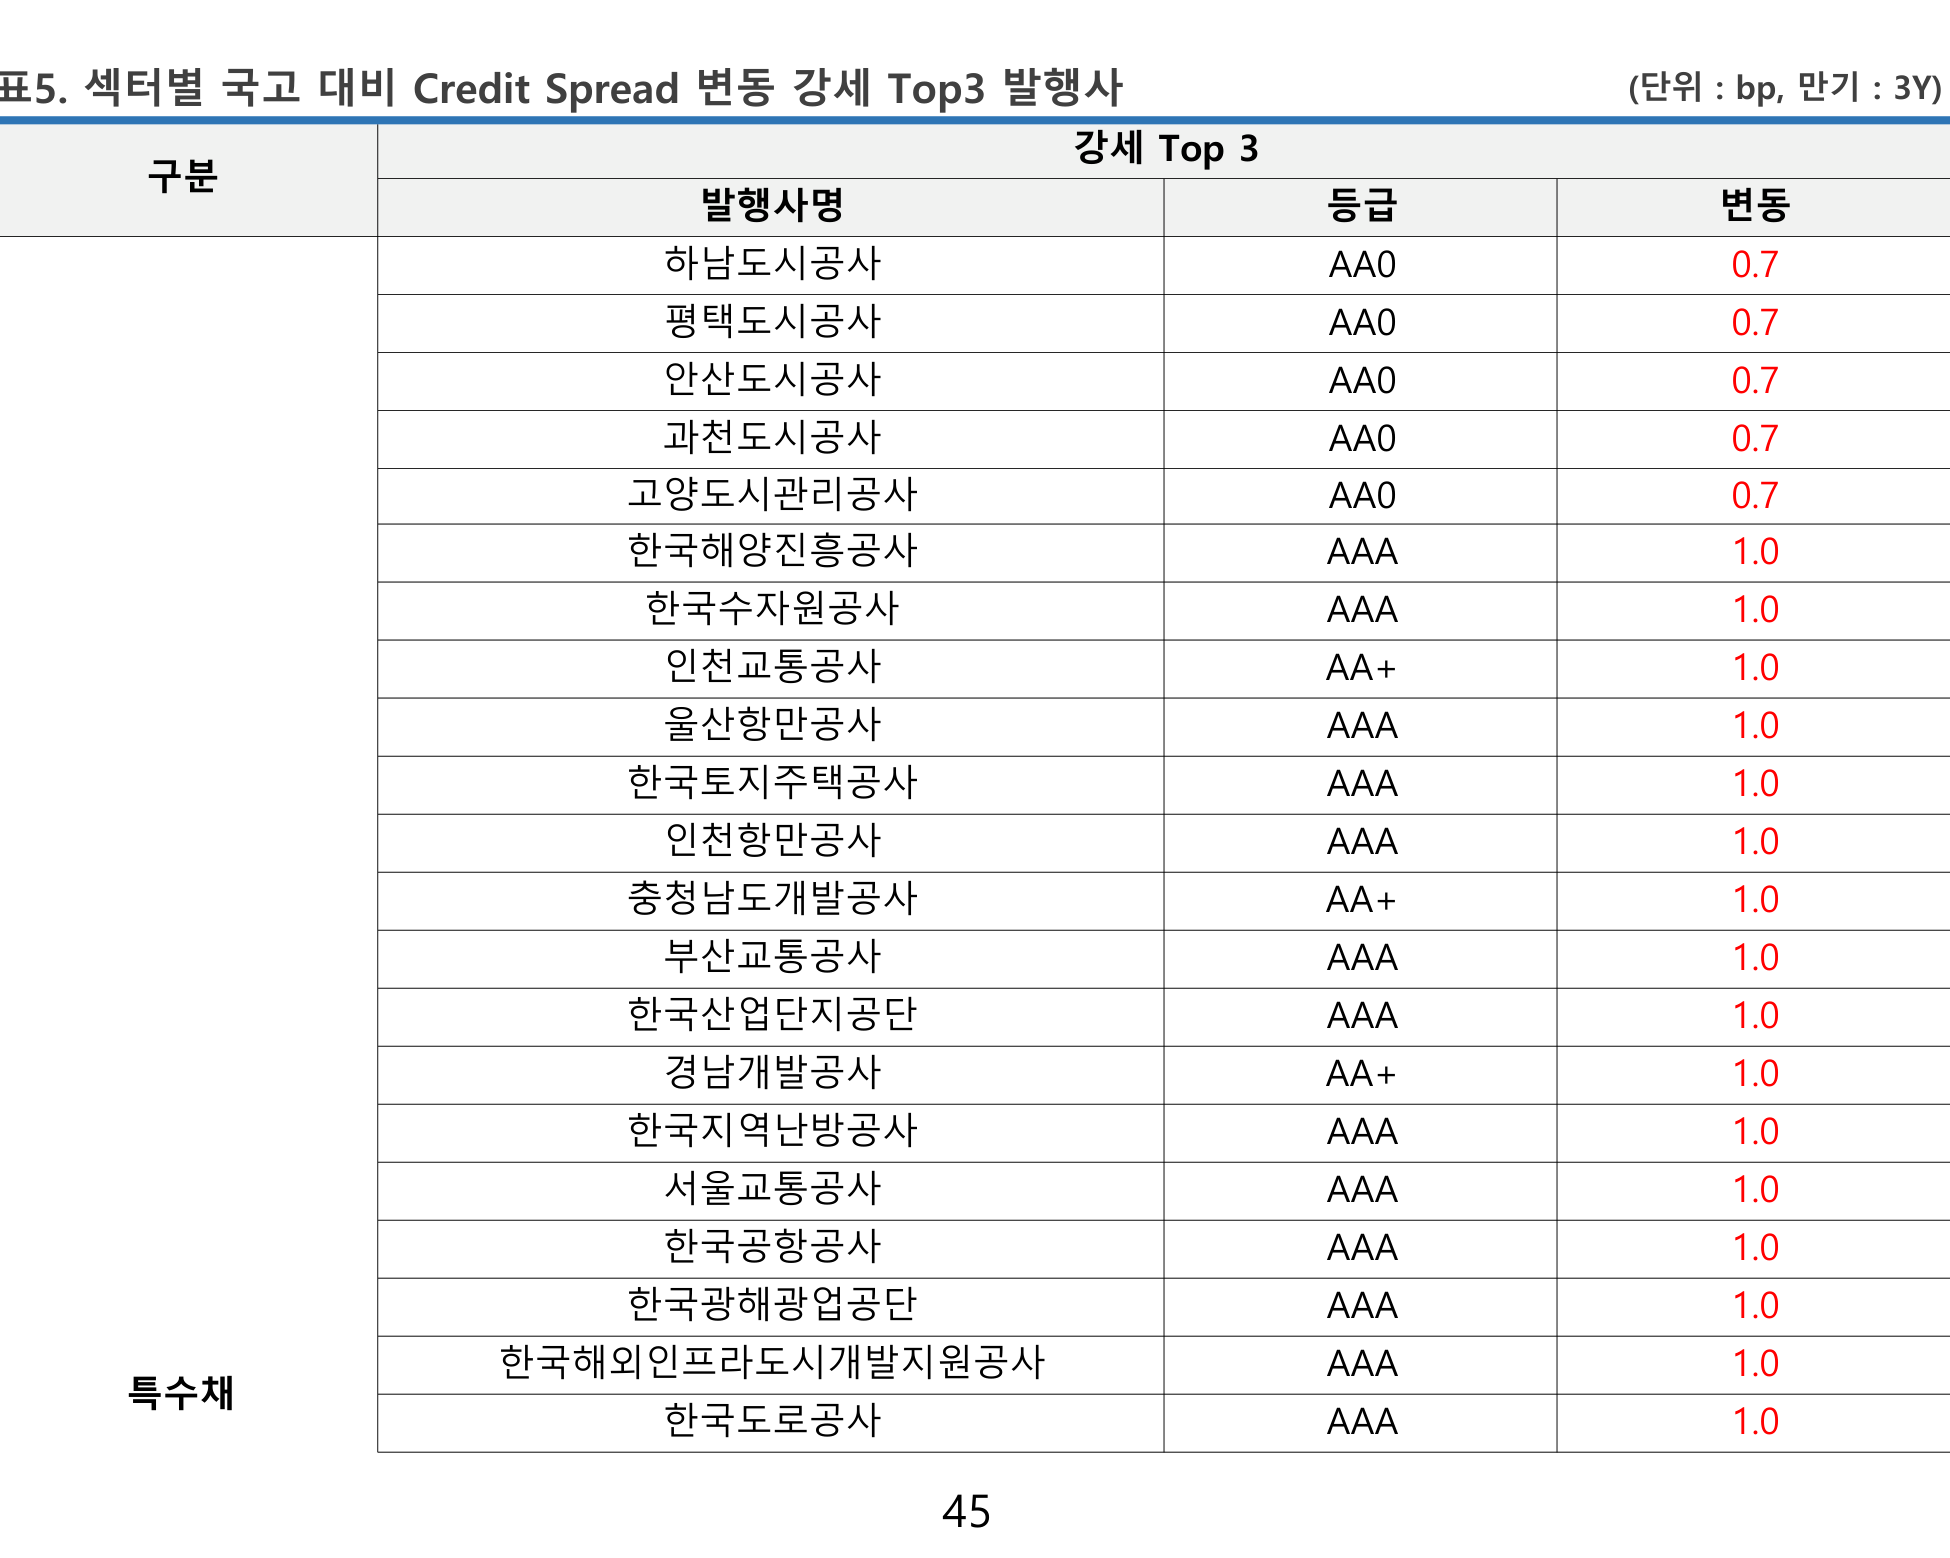 표5. 섹터별 국고 대비 Credit Spread 변동 강세 Top3 발행사 (단위 : bp, 만기 : 3Y)
구분 강세 Top 3
발행사명 등급 변동
하남도시공사 AA0 0.7
평택도시공사 AA0 0.7
안산도시공사 AA0 0.7
과천도시공사 AA0 0.7
고양도시관리공사 AA0 0.7
한국해양진흥공사 AAA 1.0
한국수자원공사 AAA 1.0
인천교통공사 AA+ 1.0
울산항만공사 AAA 1.0
한국토지주택공사 AAA 1.0
인천항만공사 AAA 1.0
충청남도개발공사 AA+ 1.0
부산교통공사 AAA 1.0
한국산업단지공단 AAA 1.0
경남개발공사 AA+ 1.0
한국지역난방공사 AAA 1.0
서울교통공사 AAA 1.0
한국공항공사 AAA 1.0
한국광해광업공단 AAA 1.0
한국해외인프라도시개발지원공사 AAA 1.0
특수채
한국도로공사 AAA 1.0
45